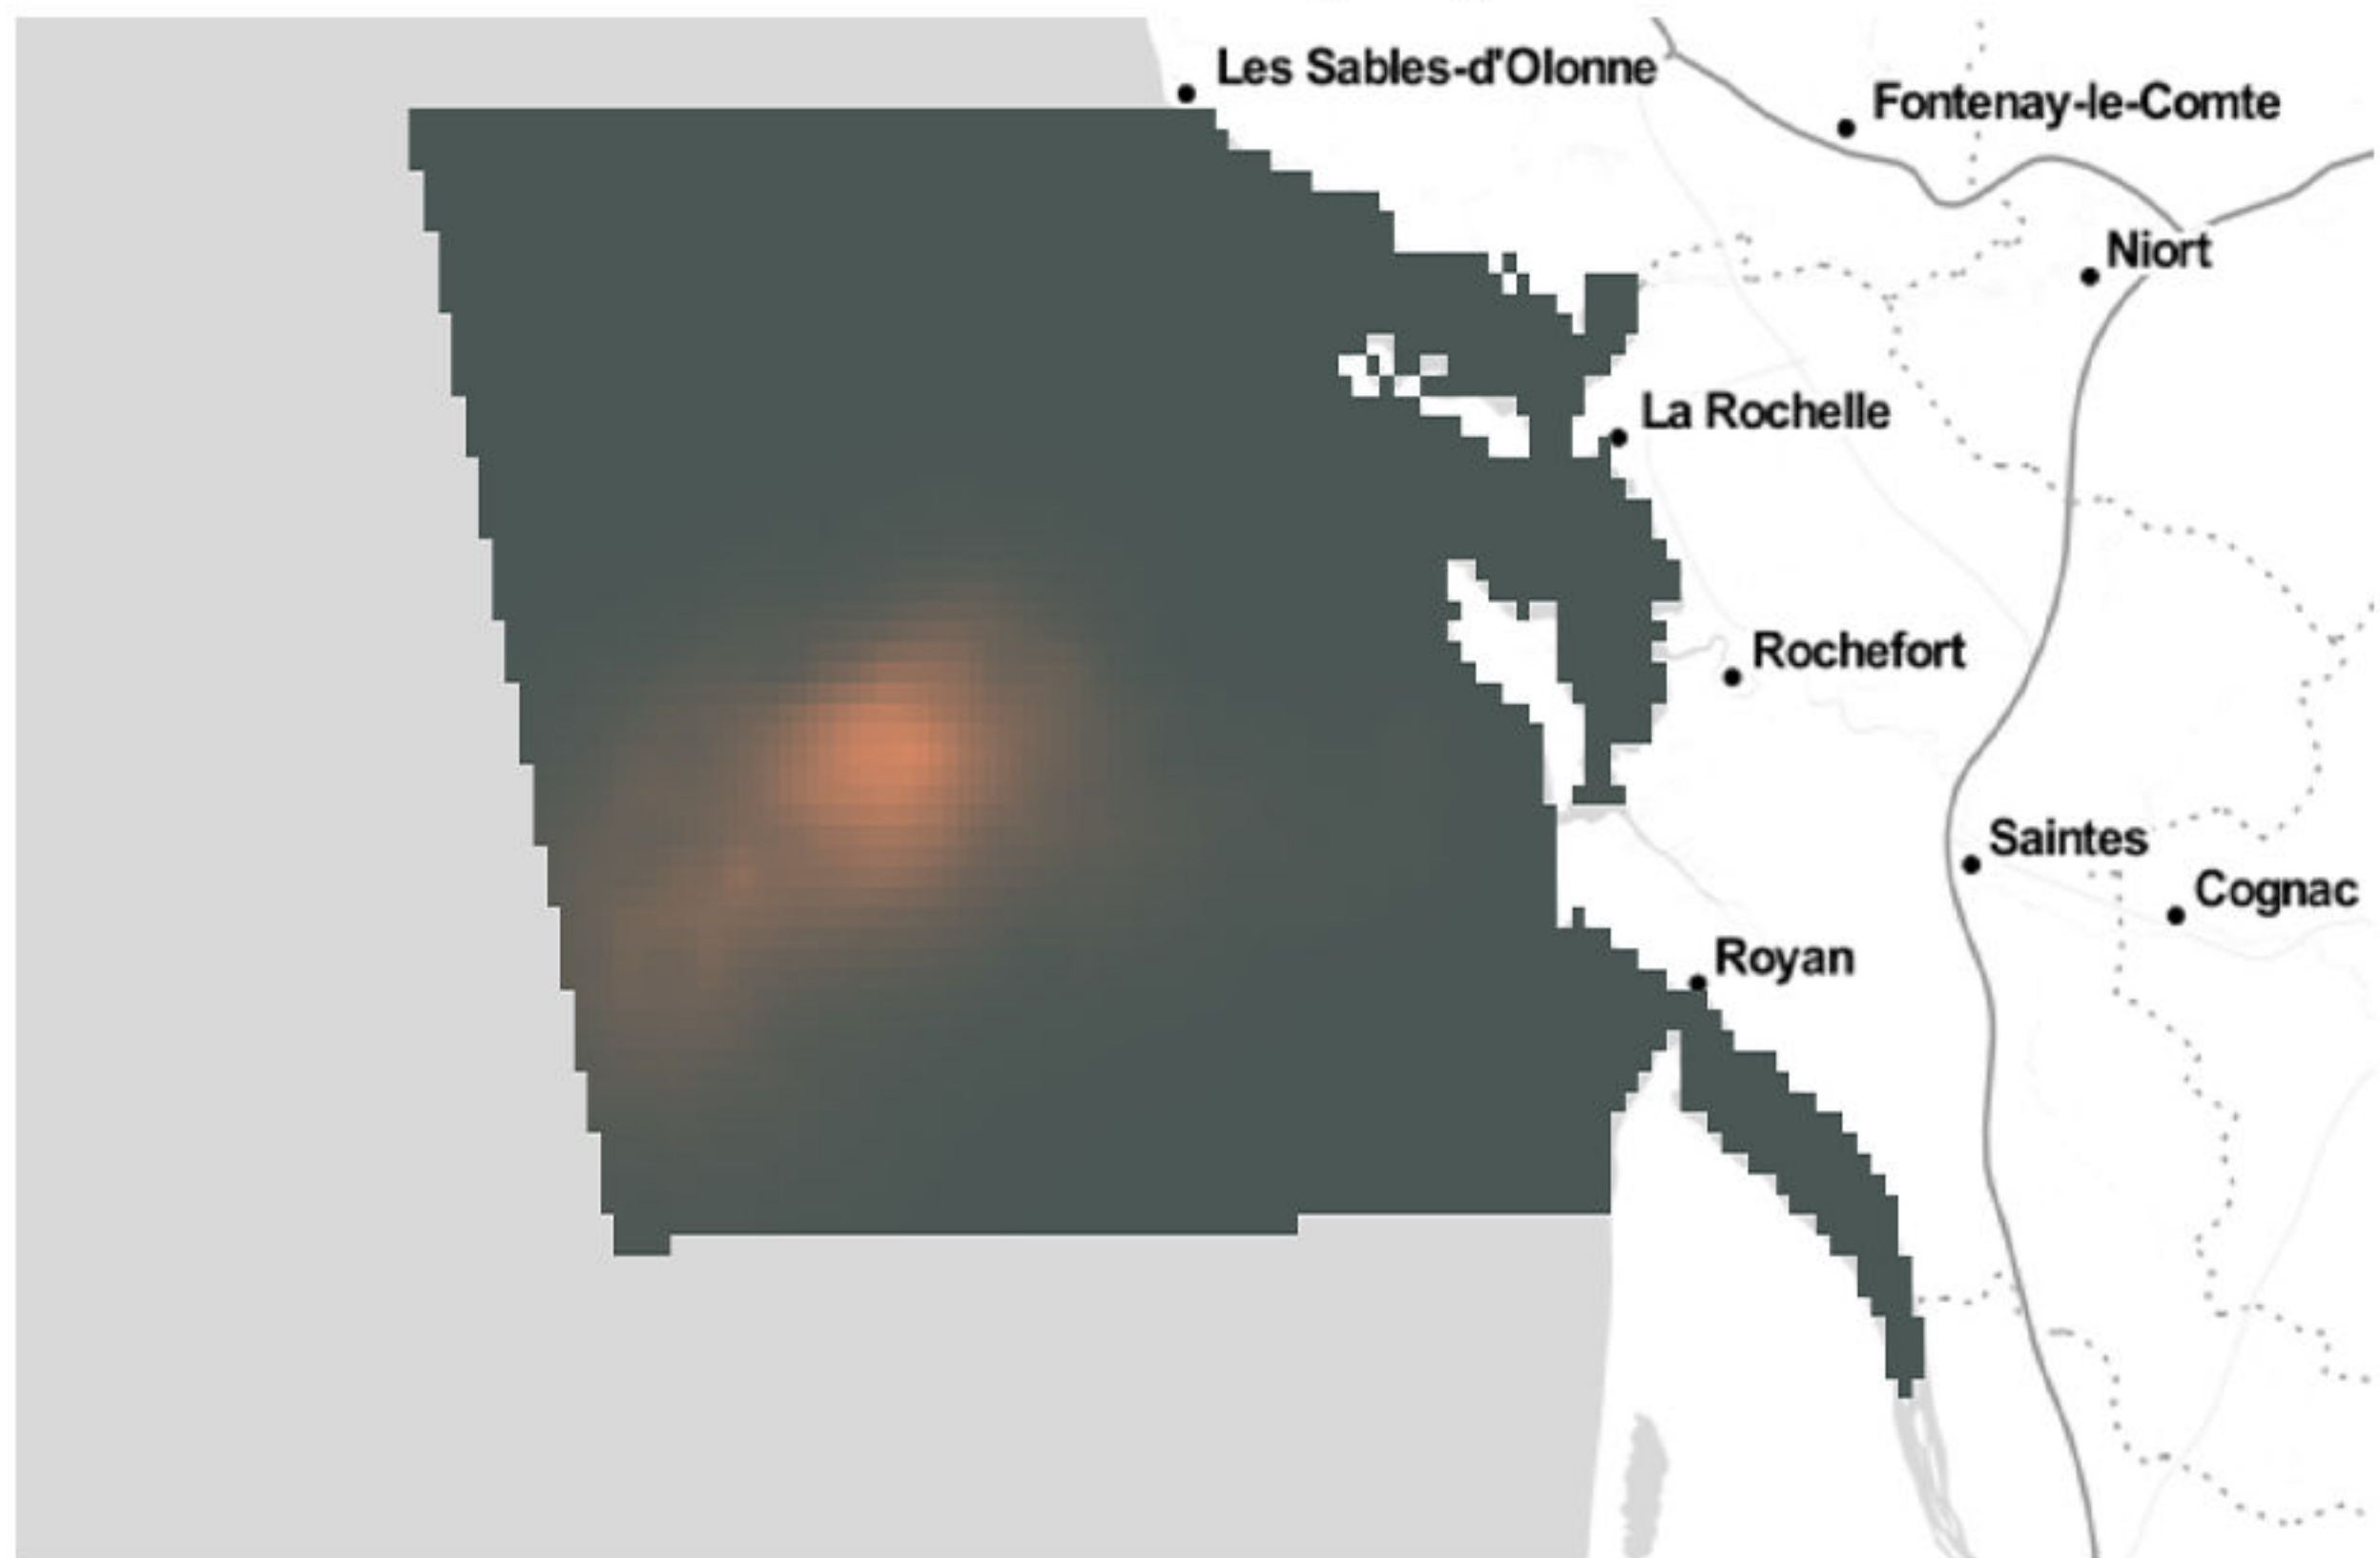 Les Sables-d'Olonne
Fontenay-le-Comte
Niort
La Rochelle
Rochefort
Saintes
Cognac
Royan